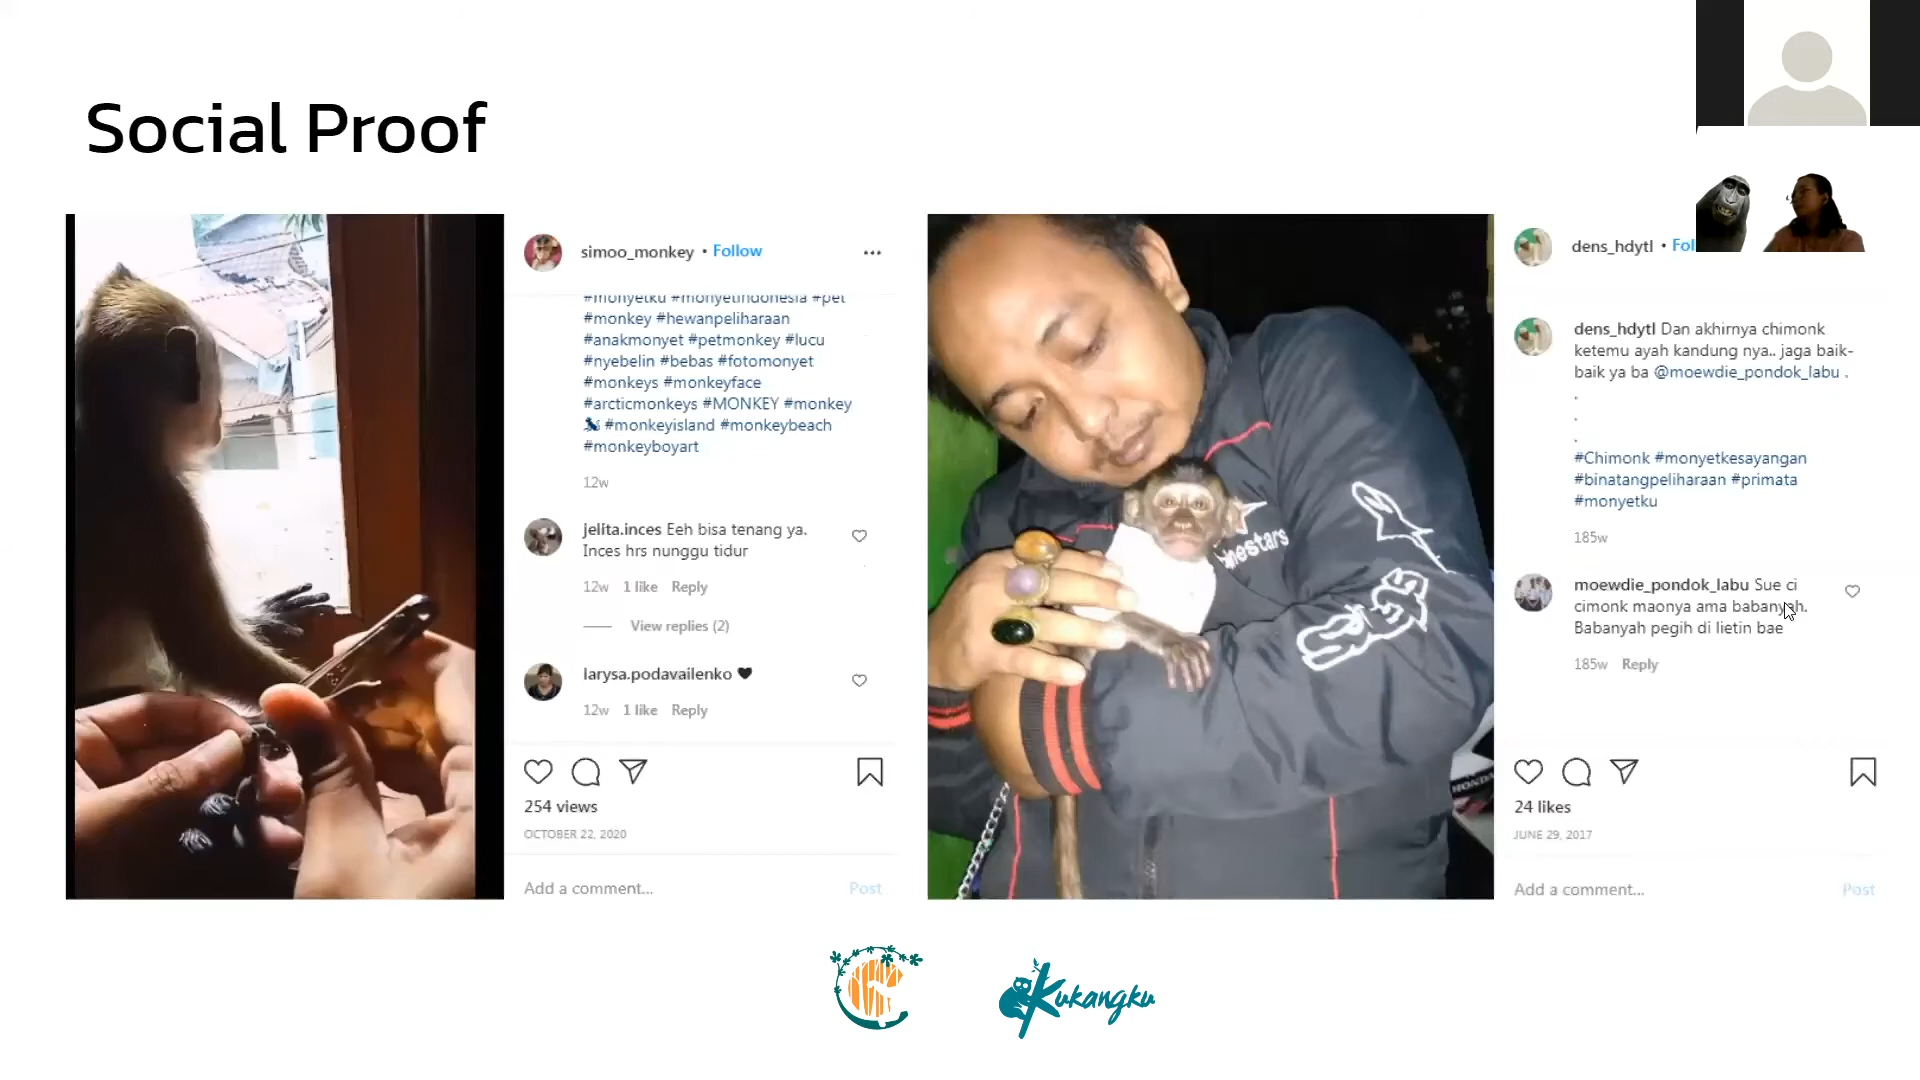 Social Proof
simoo_monkey • Follow
#monyetku #monyetindonesia #pet
#monkey #hewanpeliharaan
#anakmonyet #petmonkey #lucu
#nyebelin #bebas #fotomonyet
#monkeys #monkeyface
#arcticmonkeys #MONKEY #monkey
🐒 #monkeyisland #monkeybeach
#monkeyboyart
12w
jelita.inces Eeh bisa tenang ya.
Inces hrs nunggu tidur
12w 1 like Reply
View replies (2)
larysa.podavailenko 🖤
12w 1 like Reply
254 views
OCTOBER 22, 2020
Add a comment... Post
nestars
HONDA
dens_hdytl • Fol
dens_hdytl Dan akhirnya chimonk
ketemu ayah kandung nya.. jaga baik-
baik ya ba @moewdie_pondok_labu .
.
.
.
#Chimonk #monyetkesayangan
#binatangpeliharaan #primata
#monyetku
185w
moewdie_pondok_labu Sue ci
cimonk maonya ama babanyah.
Babanyah pegih di lietin bae
185w Reply
24 likes
JUNE 29, 2017
Add a comment... Post
Kukangku